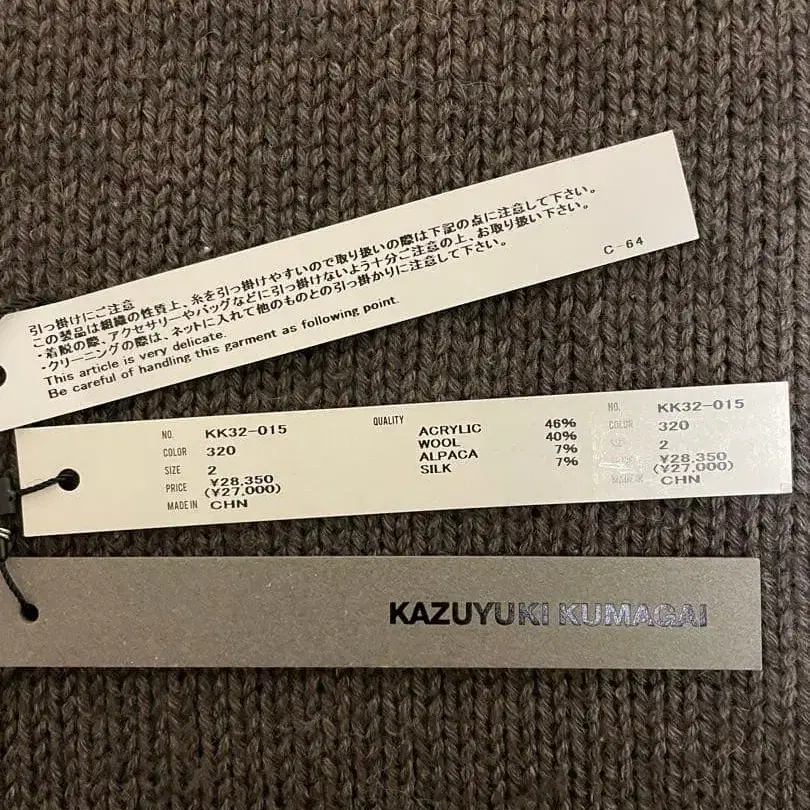 引っ掛けにご注意
この製品は組織の性質上、糸を引っ掛けやすいので取り扱いの際は下記の点に注意して下さい。
・着脱の際、アクセサリーやバッグなどに引っ掛けないよう十分ご注意の上、お取り扱い下さい。
・クリーニングの際は、ネットに入れて他のものとの引っ掛かりに注意して下さい。
This article is very delicate.
Be careful of handling this garment as following point.
C-64
NO. KK32-015
COLOR 320
SIZE 2
PRICE ¥28,350
(¥27,000)
MADE IN CHN
QUALITY
ACRYLIC 46%
WOOL 40%
ALPACA 7%
SILK 7%
NO. KK32-015
COLOR 320
SIZE 2
PRICE ¥28,350
(¥27,000)
MADE IN CHN
KAZUYUKI KUMAGAI